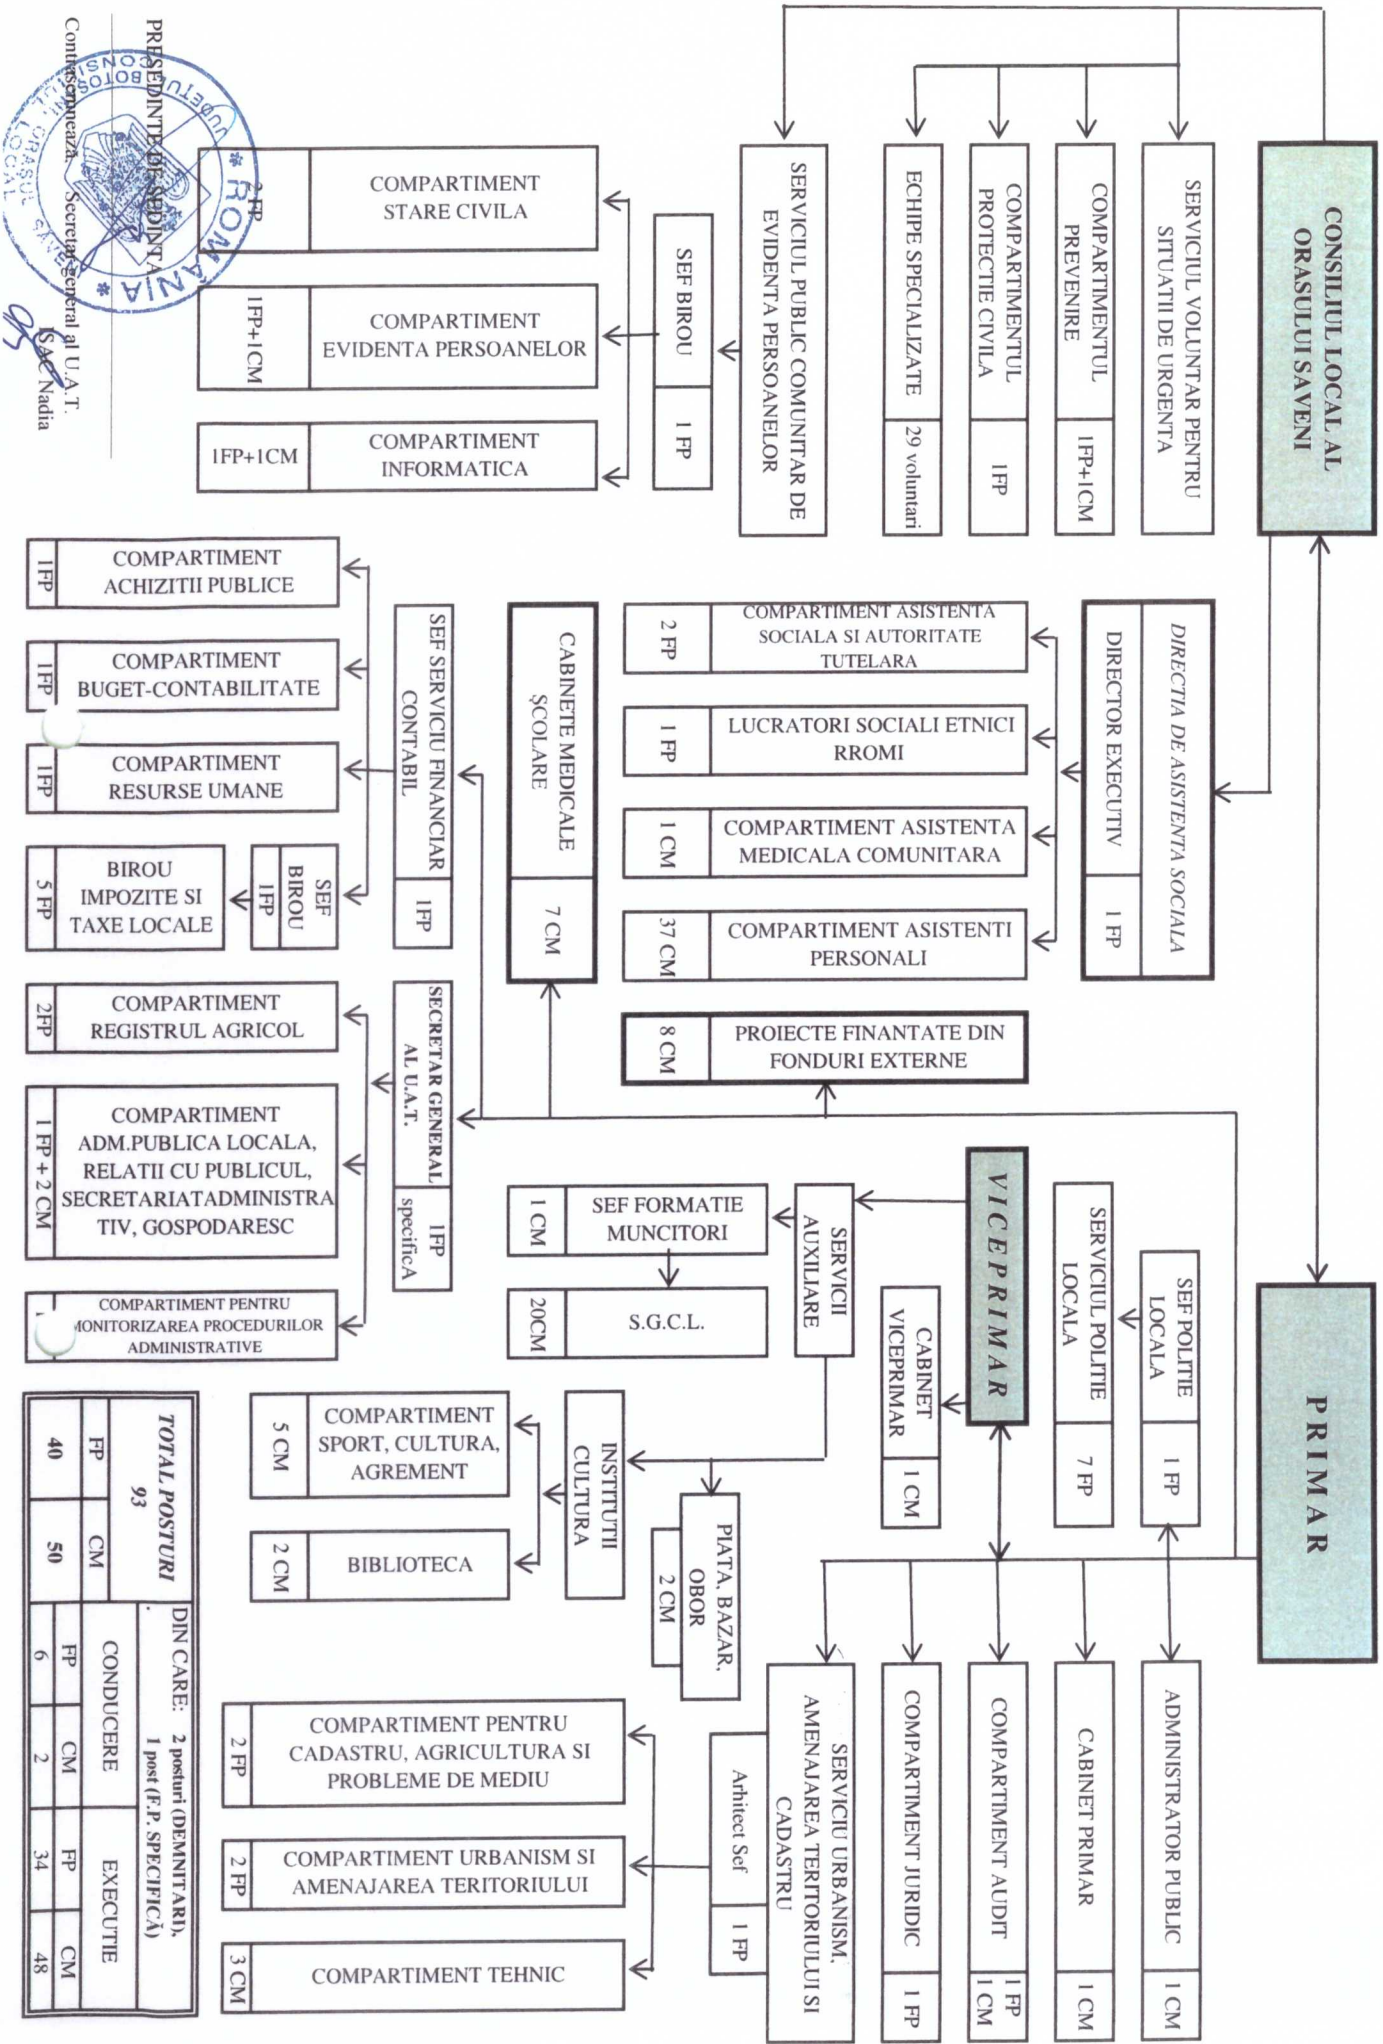 CONSILIUL LOCAL AL
ORASULUI SAVENI
P R I M A R
SERVICIUL VOLUNTAR PENTRU
SITUATII DE URGENTA
COMPARTIMENTUL
PREVENIRE
1FP+1CM
COMPARTIMENTUL
PROTECTIE CIVILA
1FP
ECHIPE SPECIALIZATE
29 voluntari
SERVICIUL PUBLIC COMUNITAR DE
EVIDENTA PERSOANELOR
SEF BIROU
1 FP
COMPARTIMENT
STARE CIVILA
2 FP
COMPARTIMENT
EVIDENTA PERSOANELOR
1FP+1CM
COMPARTIMENT
INFORMATICA
1FP+1CM
DIRECTIA DE ASISTENTA SOCIALA
DIRECTOR EXECUTIV
1 FP
COMPARTIMENT ASISTENTA
SOCIALA SI AUTORITATE
TUTELARA
2 FP
LUCRATORI SOCIALI ETNICI
RROMI
1 FP
COMPARTIMENT ASISTENTA
MEDICALA COMUNITARA
1 CM
COMPARTIMENT ASISTENTI
PERSONALI
37 CM
PROIECTE FINANTATE DIN
FONDURI EXTERNE
8 CM
CABINETE MEDICALE
ŞCOLARE
7 CM
SEF SERVICIU FINANCIAR
CONTABIL
1FP
COMPARTIMENT
ACHIZITII PUBLICE
1FP
COMPARTIMENT
BUGET-CONTABILITATE
1FP
COMPARTIMENT
RESURSE UMANE
1FP
SEF
BIROU
1FP
BIROU
IMPOZITE SI
TAXE LOCALE
5 FP
SECRETAR GENERAL
AL U.A.T.
1FP
specificA
COMPARTIMENT
REGISTRUL AGRICOL
2FP
COMPARTIMENT
ADM.PUBLICA LOCALA,
RELATII CU PUBLICUL,
SECRETARIATADMINISTRA
TIV, GOSPODARESC
1 FP + 2 CM
COMPARTIMENT PENTRU
MONITORIZAREA PROCEDURILOR
ADMINISTRATIVE
SEF POLITIE
LOCALA
1 FP
SERVICIUL POLITIE
LOCALA
7 FP
VICEPRIMAR
CABINET
VICEPRIMAR
1 CM
SERVICII
AUXILIARE
SEF FORMATIE
MUNCITORI
1 CM
S.G.C.L.
20CM
PIATA, BAZAR,
OBOR
2 CM
INSTITUTII
CULTURA
COMPARTIMENT
SPORT, CULTURA,
AGREMENT
5 CM
BIBLIOTECA
2 CM
ADMINISTRATOR PUBLIC
1 CM
CABINET PRIMAR
1 CM
COMPARTIMENT AUDIT
1 FP
1 CM
COMPARTIMENT JURIDIC
1 FP
SERVICIU URBANISM,
AMENAJAREA TERITORIULUI SI
CADASTRU
Arhitect Sef
1 FP
COMPARTIMENT PENTRU
CADASTRU, AGRICULTURA SI
PROBLEME DE MEDIU
2 FP
COMPARTIMENT URBANISM SI
AMENAJAREA TERITORIULUI
2 FP
COMPARTIMENT TEHNIC
3 CM
TOTAL POSTURI
93
DIN CARE: 2 posturi (DEMNITARI),
1 post (F.P. SPECIFICĂ)
FP CM CONDUCERE EXECUTIE
FP CM FP CM
40 50 6 2 34 48
PRESEDINTE DE SEDINTA
Contrasemnează, Secretar general al U.A.T.
ISAC Nadia
* ROMÂNIA *
JUDEŢUL BOTOŞANI
ORAŞUL
CONSILIUL LOCAL